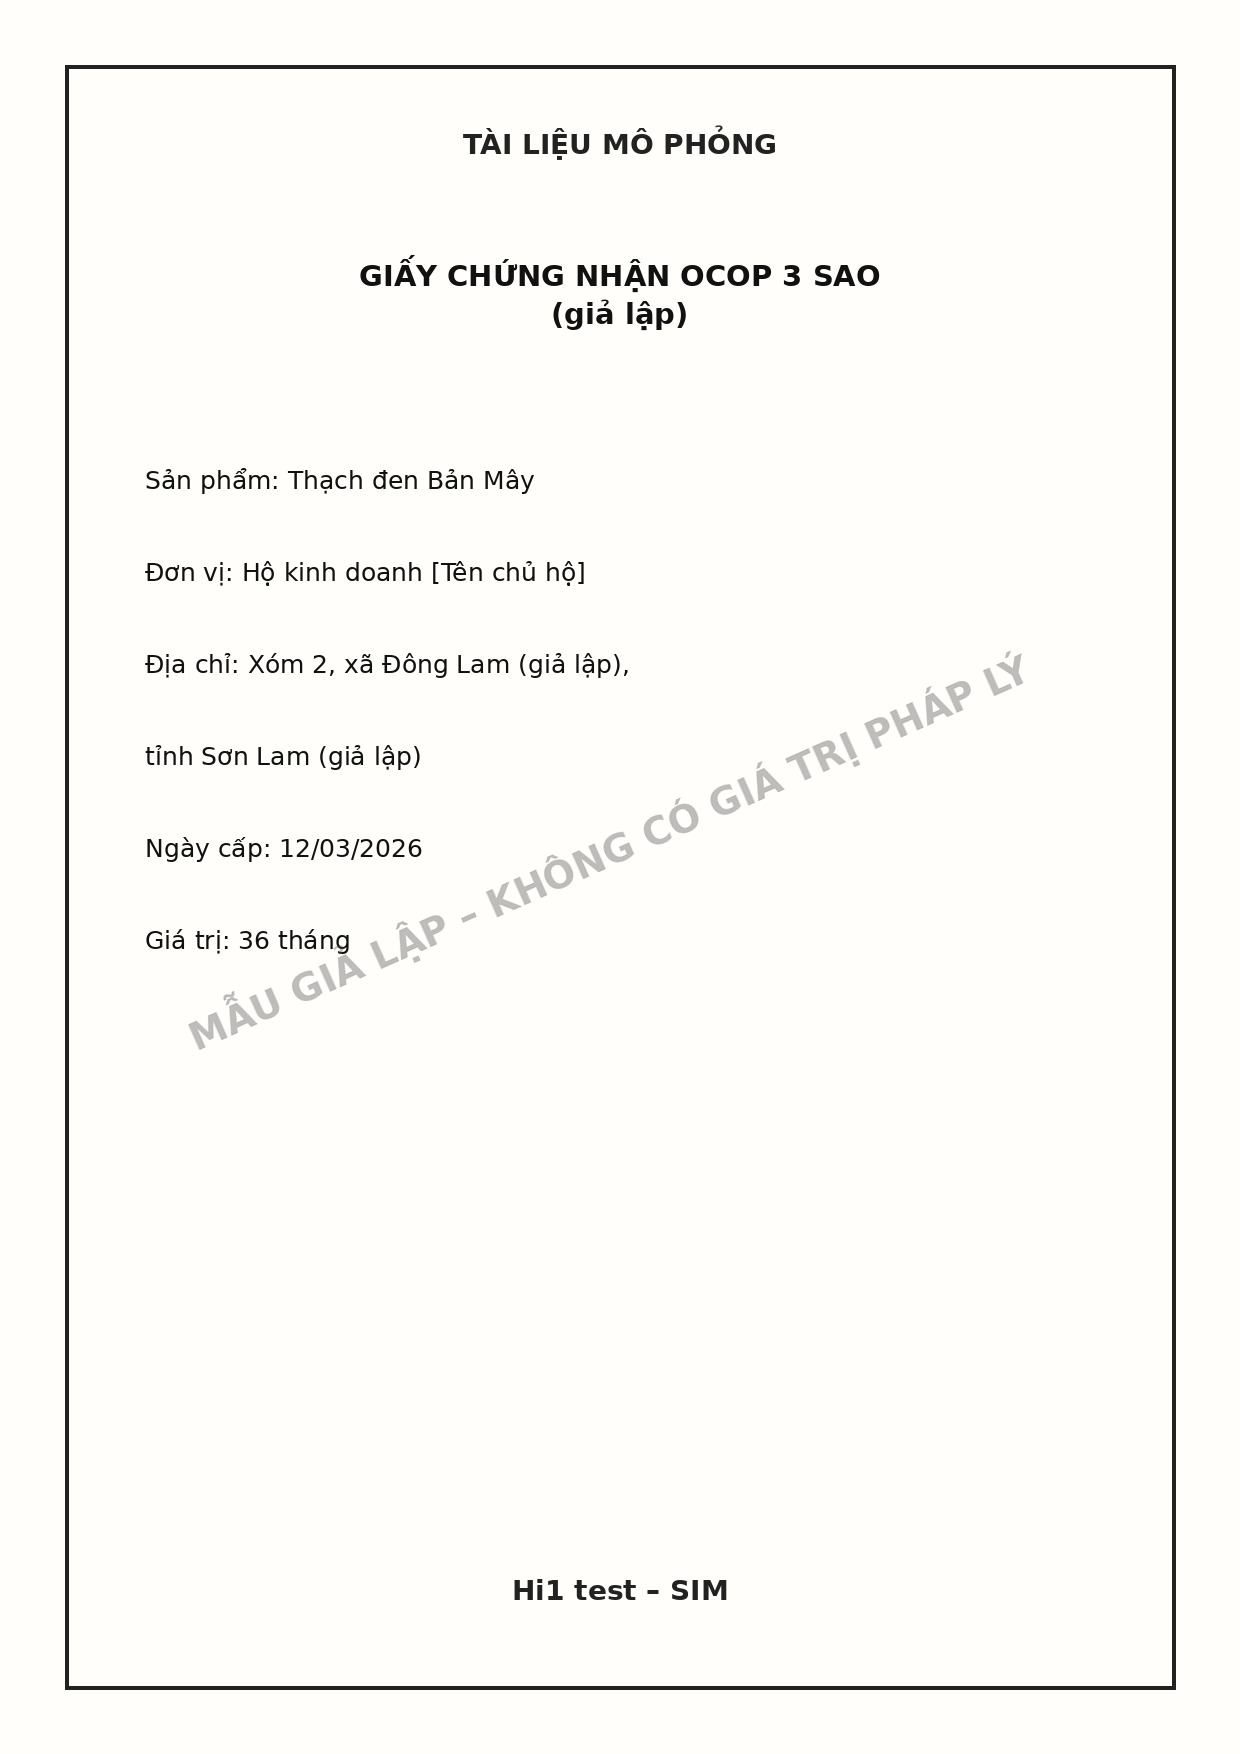 TÀI LIỆU MÔ PHỎNG
GIẤY CHỨNG NHẬN OCOP 3 SAO
(giả lập)
Sản phẩm: Thạch đen Bản Mây
Đơn vị: Hộ kinh doanh [Tên chủ hộ]
Địa chỉ: Xóm 2, xã Đông Lam (giả lập),
tỉnh Sơn Lam (giả lập)
Ngày cấp: 12/03/2026
Giá trị: 36 tháng
MẪU GIẢ LẬP – KHÔNG CÓ GIÁ TRỊ PHÁP LÝ
Hi1 test – SIM